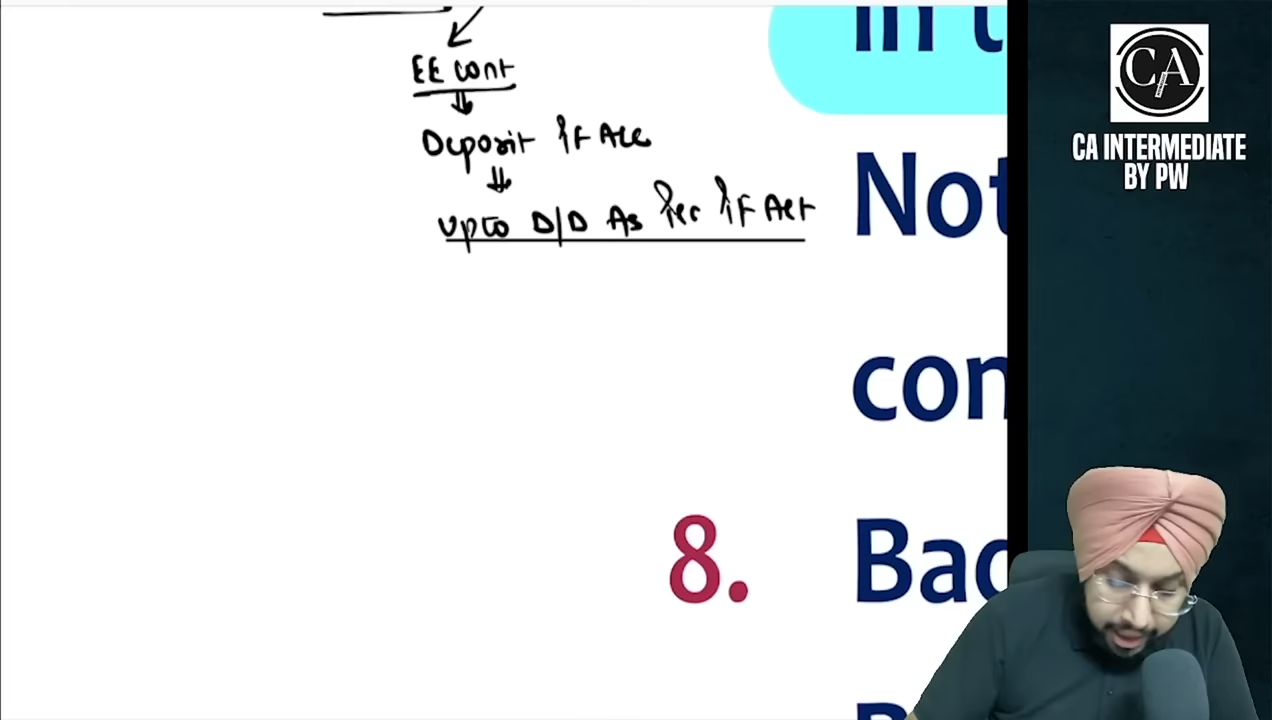 EE cont
Deposit PF Acc
Upto D/D As Per PF Act
in t
Not
con
8. Bac
CA
CA INTERMEDIATE
BY PW